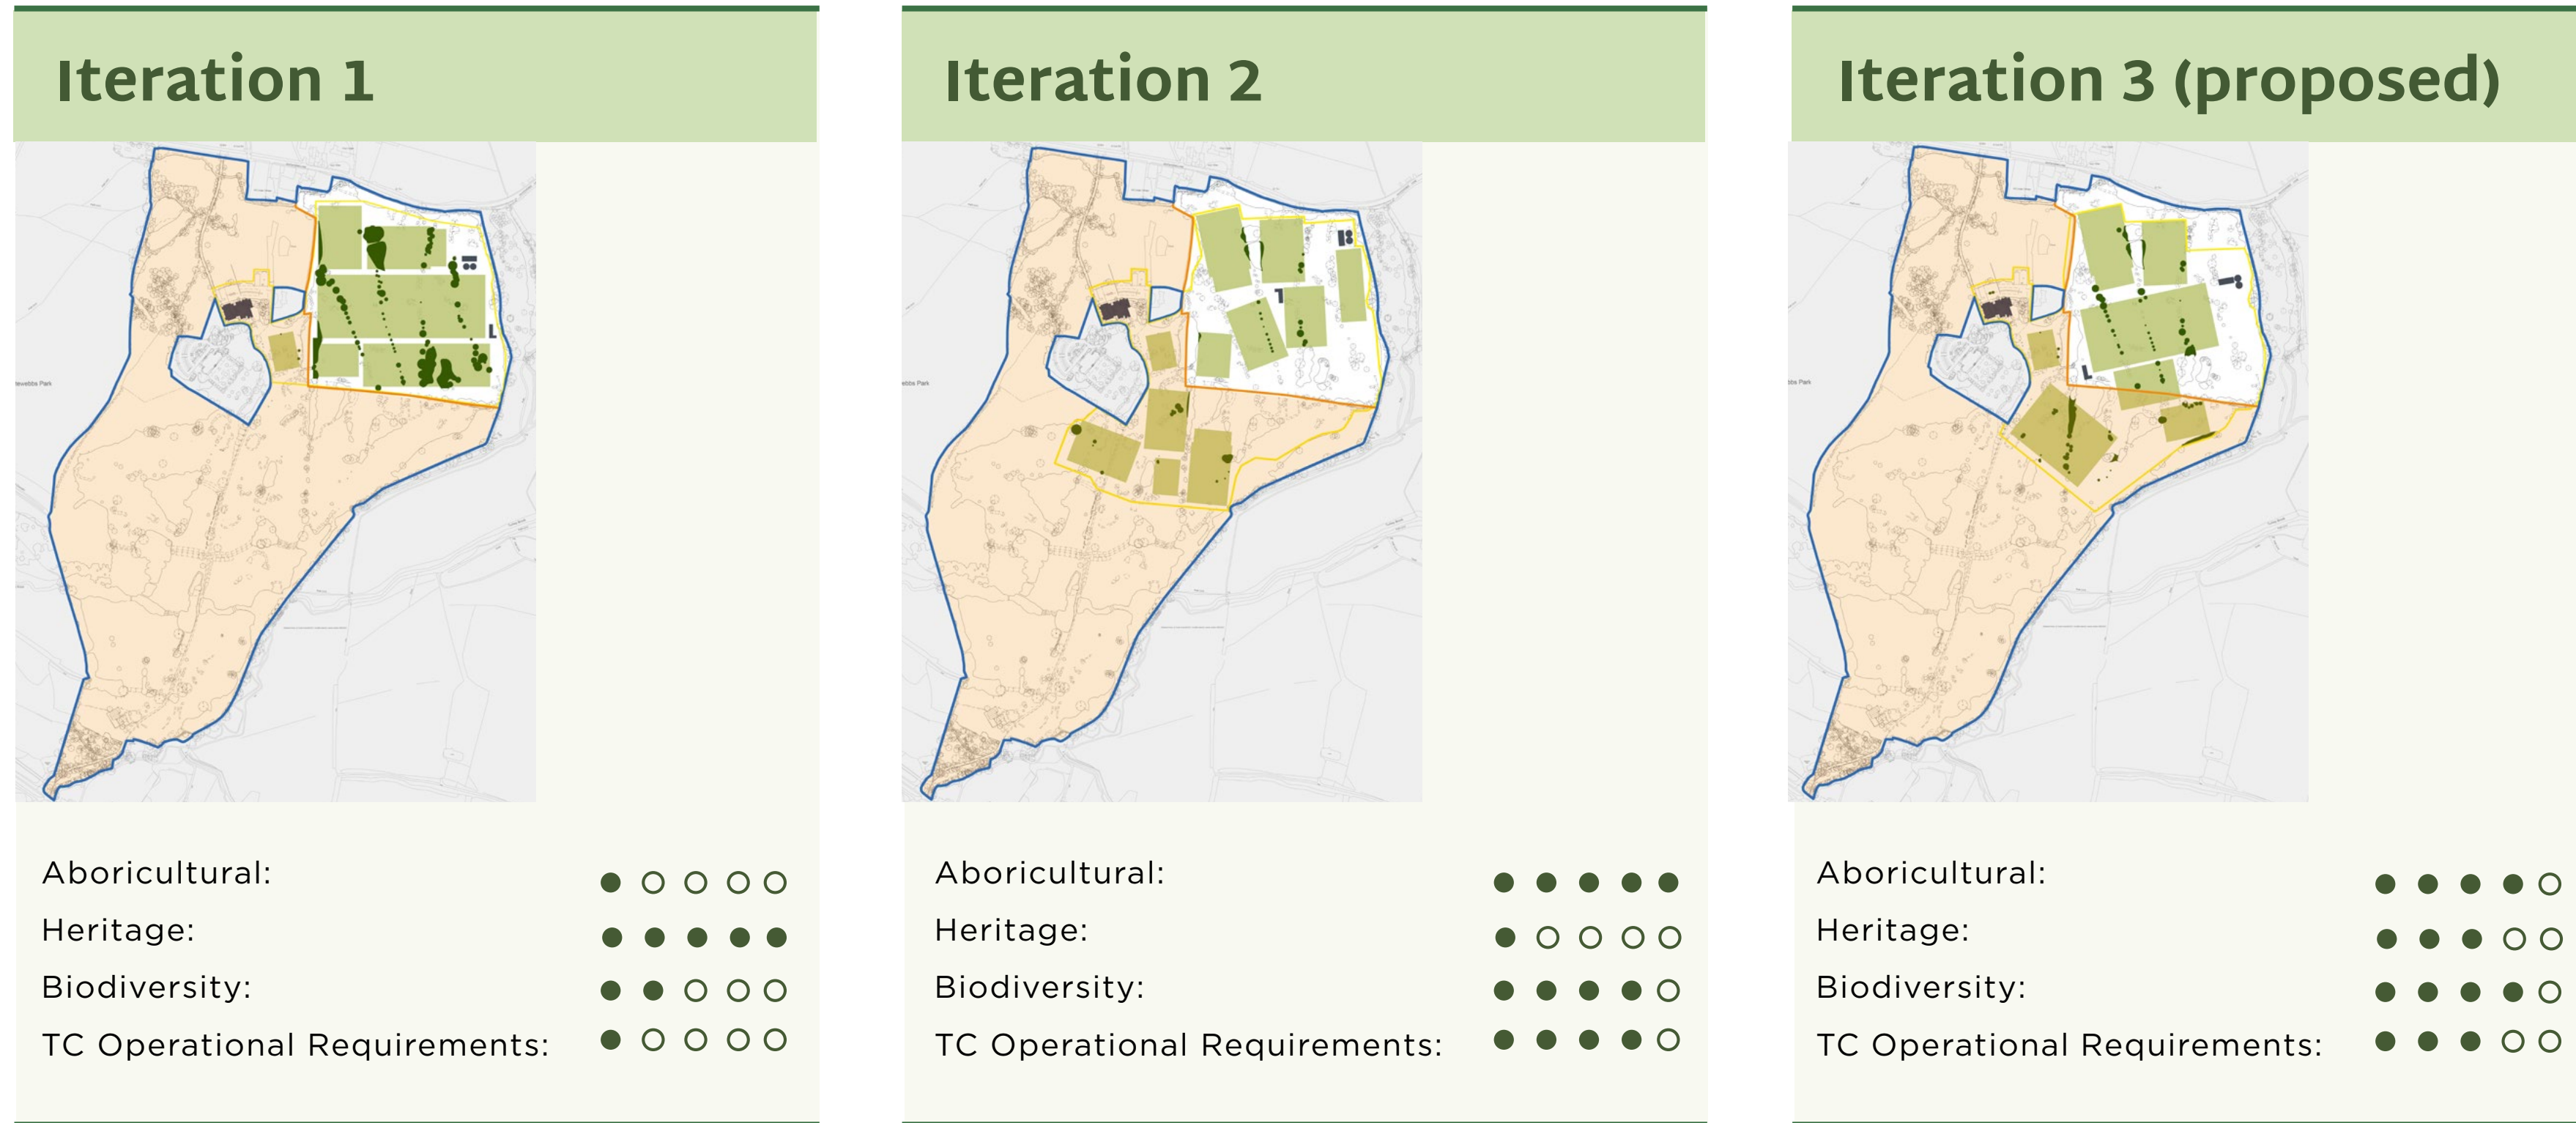 Iteration 1
Iteration 2
Iteration 3 (proposed)
Aboricultural:
Heritage:
Biodiversity:
TC Operational Requirements:
Aboricultural:
Heritage:
Biodiversity:
TC Operational Requirements:
Aboricultural:
Heritage:
Biodiversity:
TC Operational Requirements: